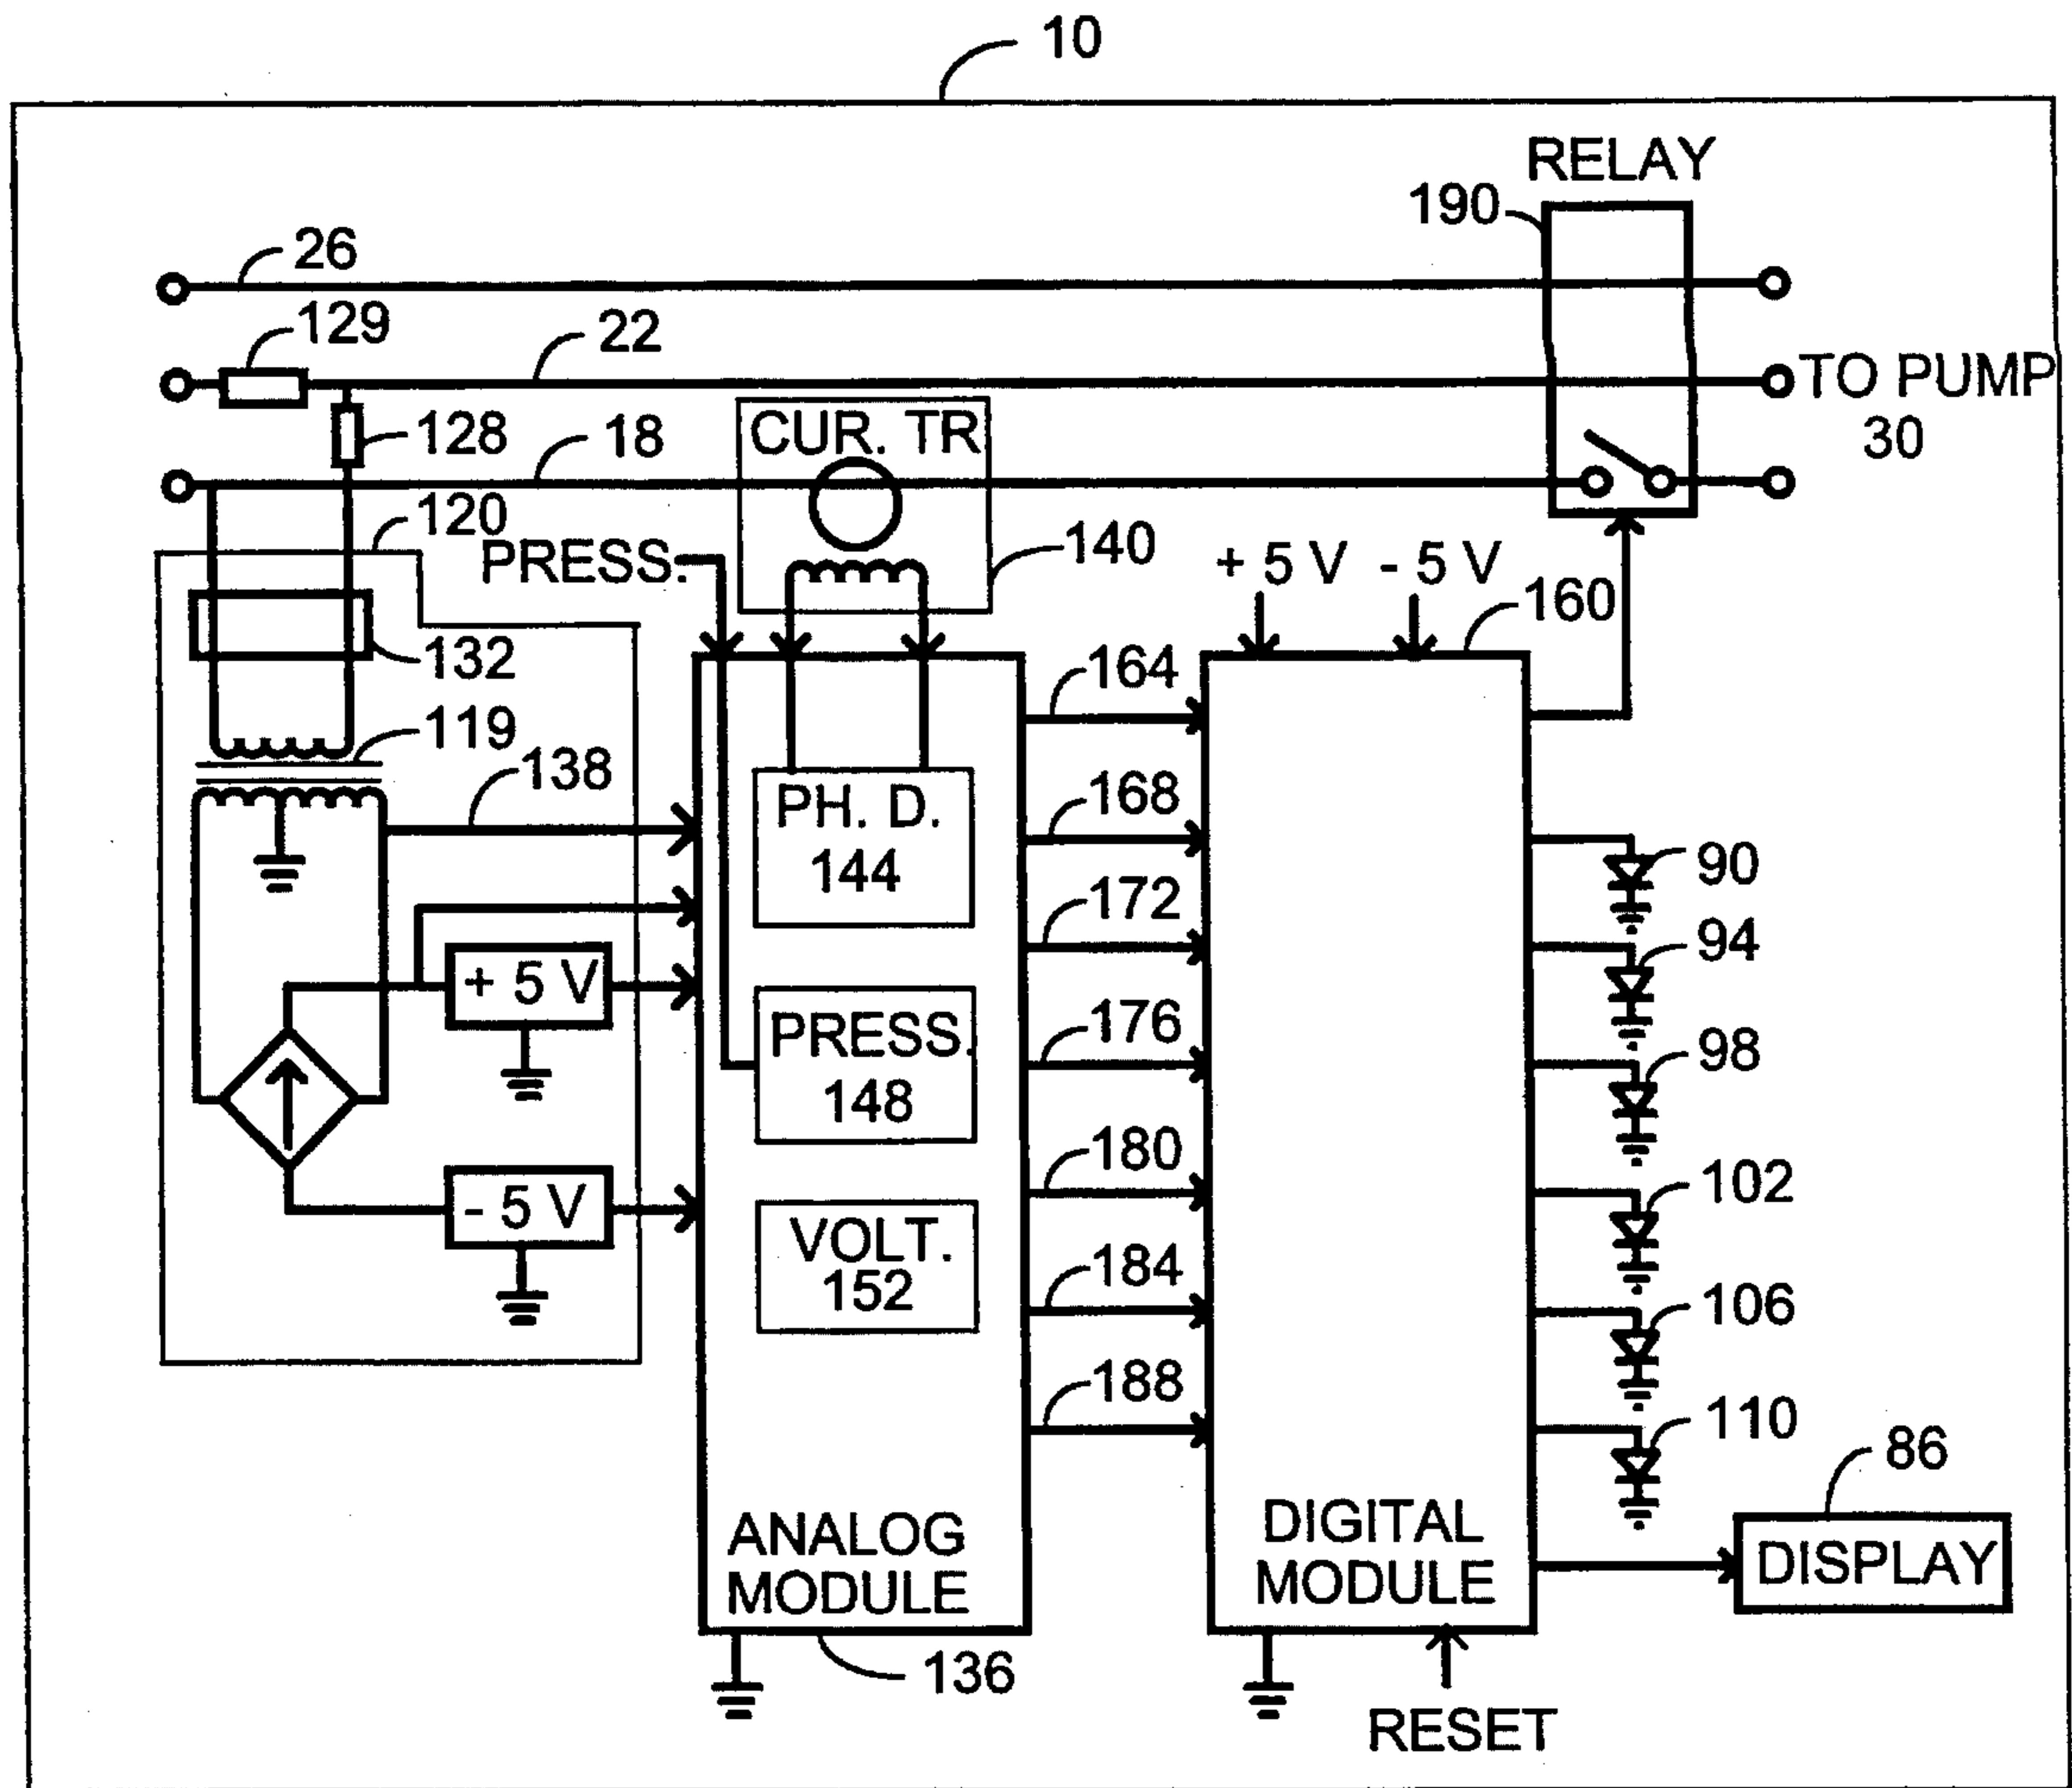 10
RELAY
190
26
129
22
TO PUMP
30
128
18
CUR. TR
120
PRESS.
140
+ 5 V
- 5 V
160
132
164
119
138
PH. D.
144
168
90
172
94
+ 5 V
PRESS.
148
176
98
180
102
- 5 V
VOLT.
152
184
106
188
110
86
ANALOG
MODULE
DIGITAL
MODULE
DISPLAY
136
RESET